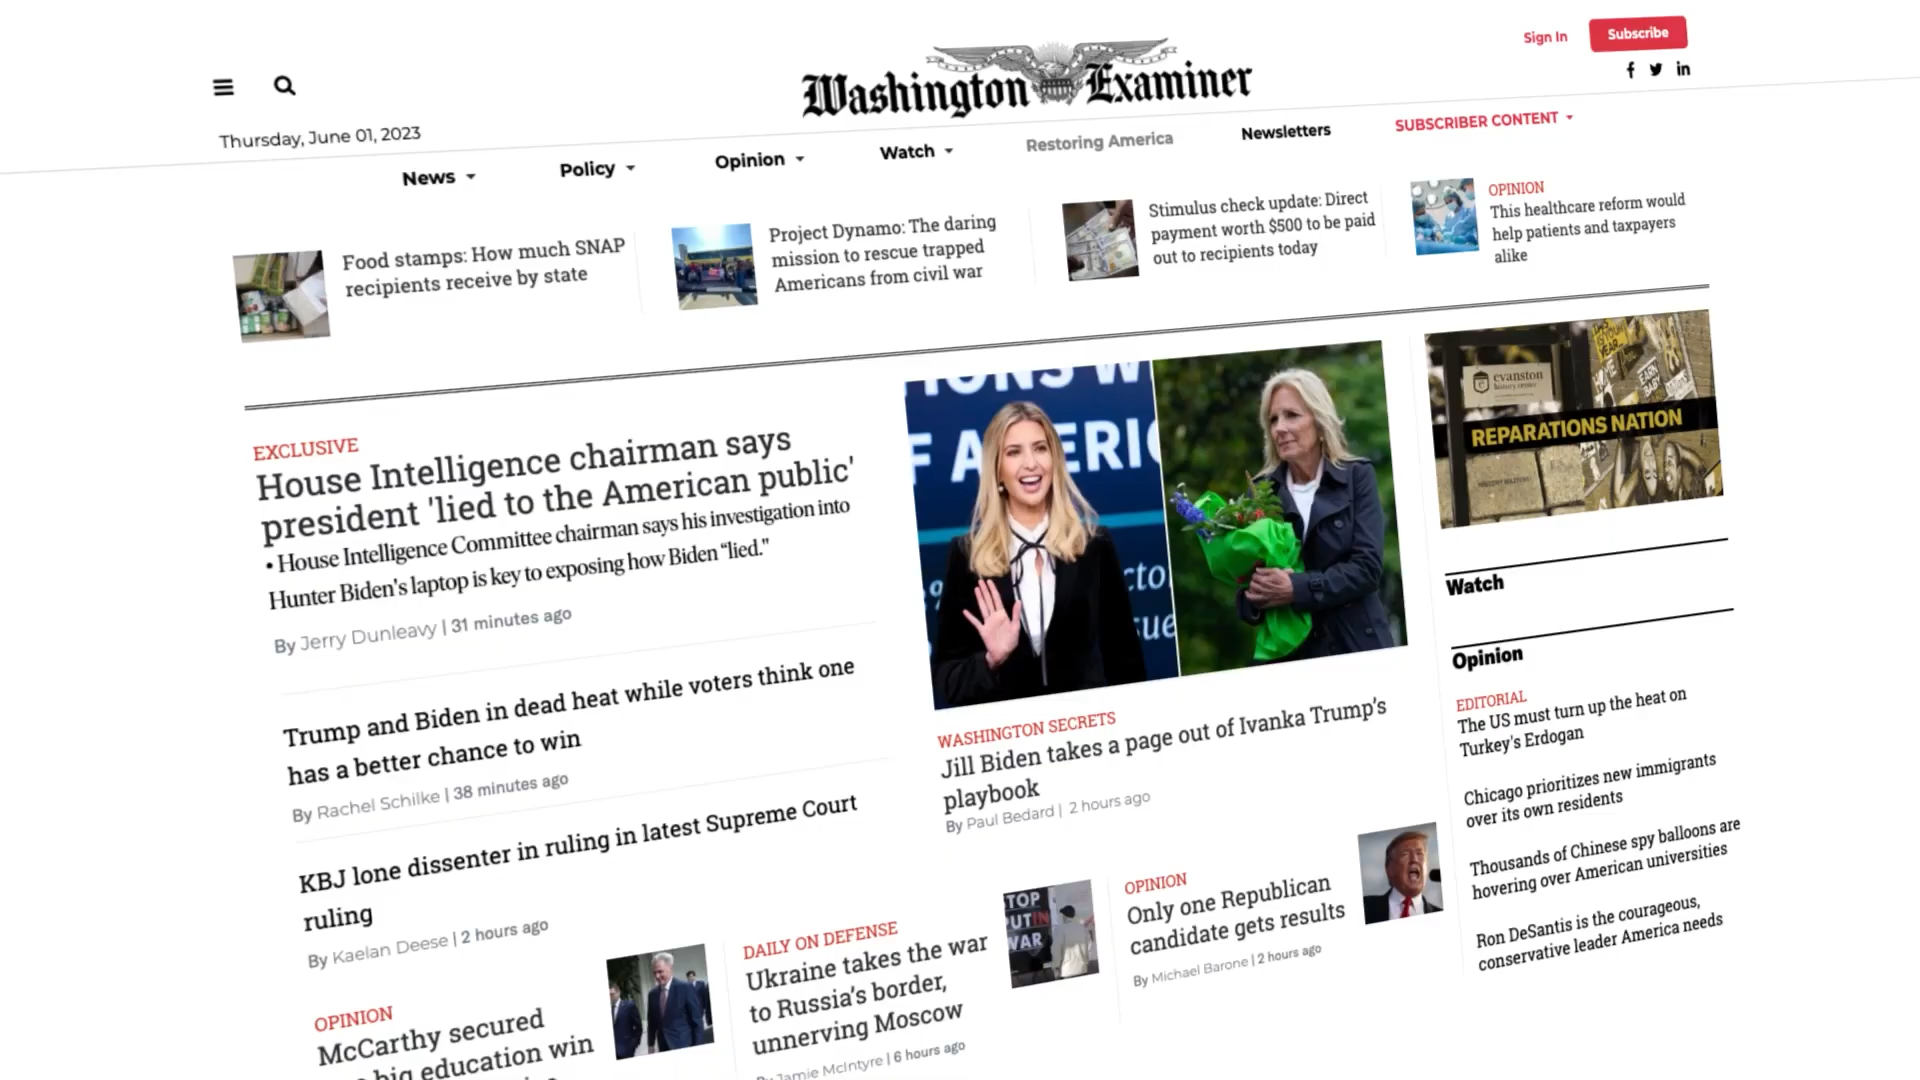 Sign In
Subscribe
Washington Examiner
Thursday, June 01, 2023
News
Policy
Opinion
Watch
Restoring America
Newsletters
SUBSCRIBER CONTENT
Food stamps: How much SNAP
recipients receive by state
Project Dynamo: The daring
mission to rescue trapped
Americans from civil war
Stimulus check update: Direct
payment worth $500 to be paid
out to recipients today
OPINION
This healthcare reform would
help patients and taxpayers
alike
EXCLUSIVE
House Intelligence chairman says
president 'lied to the American public'
• House Intelligence Committee chairman says his investigation into
Hunter Biden's laptop is key to exposing how Biden “lied."
By Jerry Dunleavy | 31 minutes ago
Trump and Biden in dead heat while voters think one
has a better chance to win
By Rachel Schilke | 38 minutes ago
KBJ lone dissenter in ruling in latest Supreme Court
ruling
By Kaelan Deese | 2 hours ago
OPINION
McCarthy secured
big education win
DAILY ON DEFENSE
Ukraine takes the war
to Russia’s border,
unnerving Moscow
By Jamie McIntyre | 6 hours ago
WASHINGTON SECRETS
Jill Biden takes a page out of Ivanka Trump’s
playbook
By Paul Bedard | 2 hours ago
TOP
UTIN
WAR
OPINION
Only one Republican
candidate gets results
By Michael Barone | 2 hours ago
evanston
history center
REPARATIONS NATION
Watch
Opinion
EDITORIAL
The US must turn up the heat on
Turkey's Erdogan
Chicago prioritizes new immigrants
over its own residents
Thousands of Chinese spy balloons are
hovering over American universities
Ron DeSantis is the courageous,
conservative leader America needs